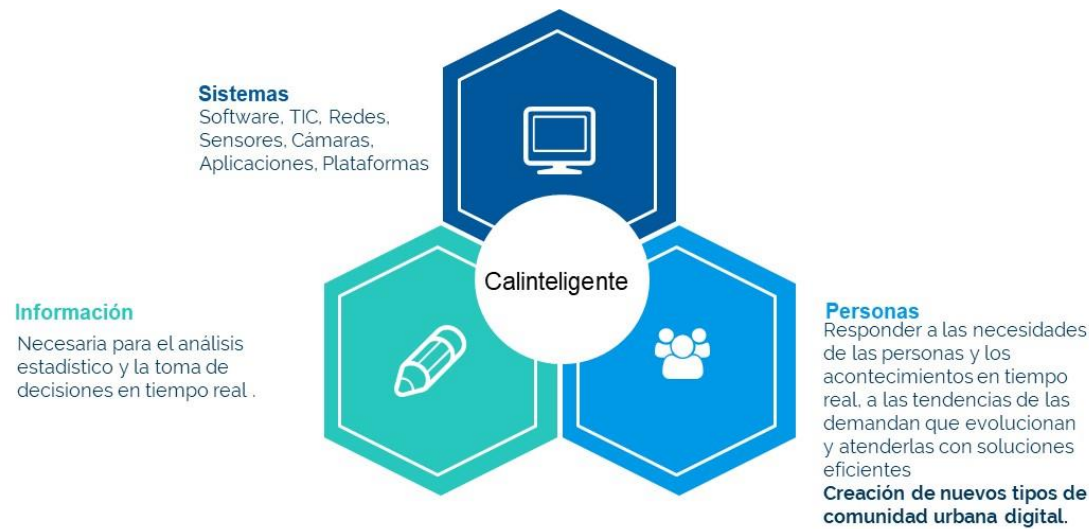 Sistemas
Software, TIC, Redes,
Sensores, Cámaras,
Aplicaciones, Plataformas
Calinteligente
Información
Necesaria para el análisis
estadístico y la toma de
decisiones en tiempo real .
Personas
Responder a las necesidades
de las personas y los
acontecimientos en tiempo
real, a las tendencias de las
demandan que evolucionan
y atenderlas con soluciones
eficientes
Creación de nuevos tipos de
comunidad urbana digital.